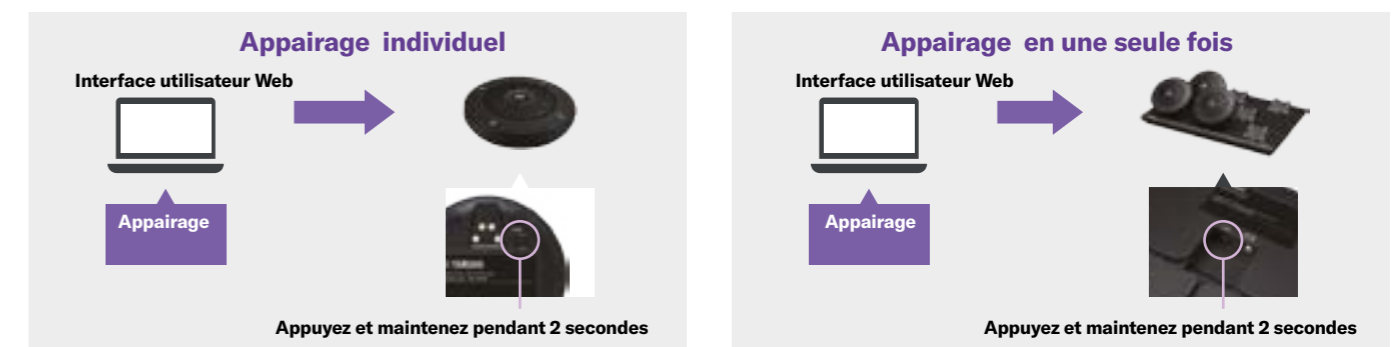 Appairage individuel
Interface utilisateur Web
Appairage
Appuyez et maintenez pendant 2 secondes
Appairage en une seule fois
Interface utilisateur Web
Appairage
Appuyez et maintenez pendant 2 secondes